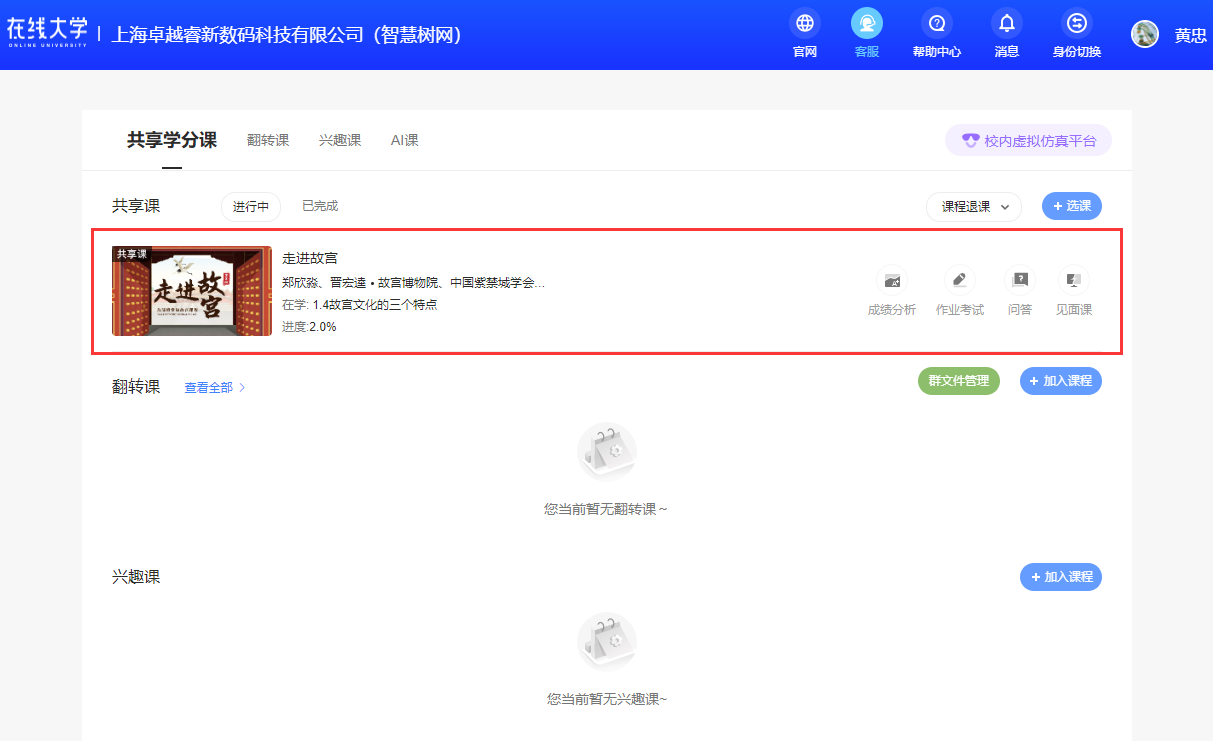 在线大学
ONLINE UNIVERSITY
上海卓越睿新数码科技有限公司（智慧树网）
官网
客服
帮助中心
消息
身份切换
黄忠
共享学分课
翻转课
兴趣课
AI课
校内虚拟仿真平台
共享课
进行中
已完成
课程退课
+ 选课
共享课
走进故宫
走进故宫
郑欣淼、晋宏逵 • 故宫博物院、中国紫禁城学会...
在学: 1.4故宫文化的三个特点
进度:2.0%
成绩分析
作业考试
问答
见面课
翻转课
查看全部
群文件管理
+ 加入课程
您当前暂无翻转课～
兴趣课
+ 加入课程
您当前暂无兴趣课~